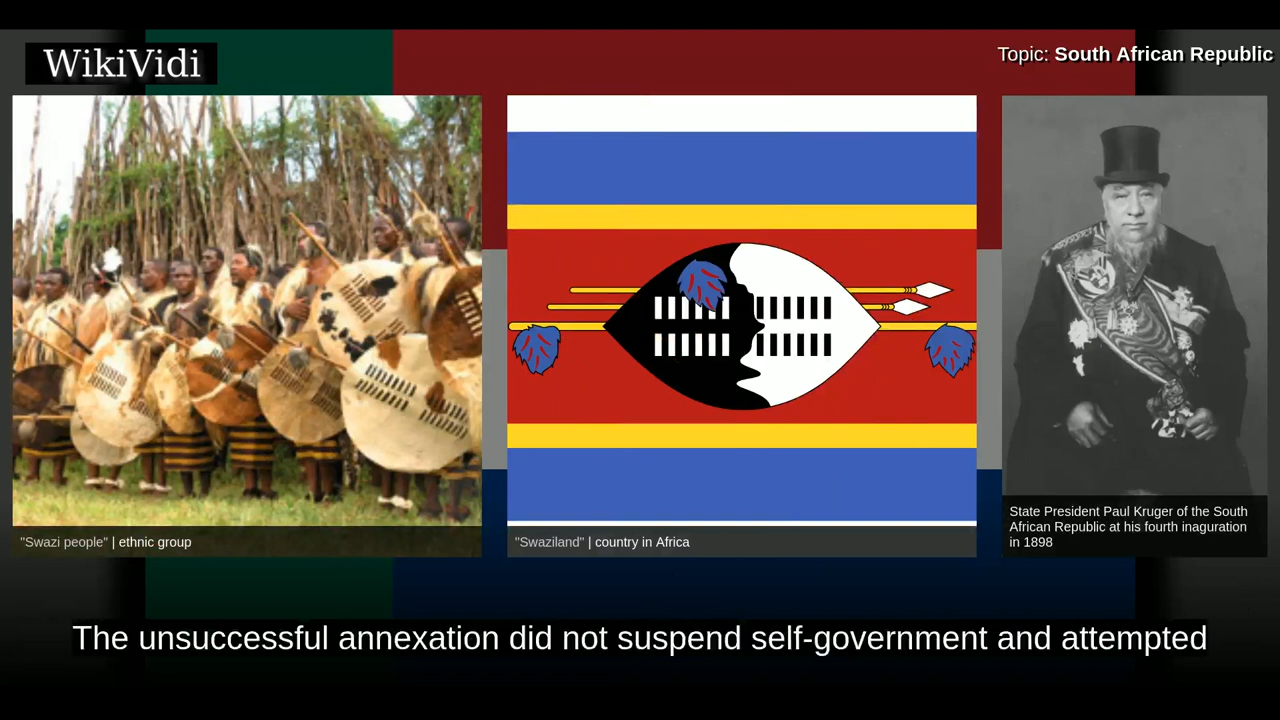 WikiVidi
Topic: South African Republic
"Swazi people" | ethnic group
"Swaziland" | country in Africa
State President Paul Kruger of the South
African Republic at his fourth inaguration
in 1898
The unsuccessful annexation did not suspend self-government and attempted